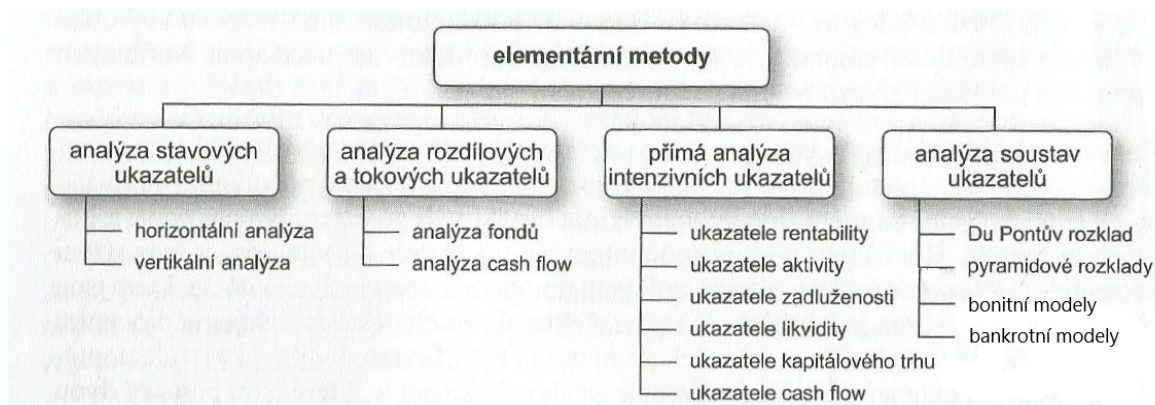 elementární metody
analýza stavových
ukazatelů
horizontální analýza
vertikální analýza
analýza rozdílových
a tokových ukazatelů
analýza fondů
analýza cash flow
přímá analýza
intenzivních ukazatelů
ukazatele rentability
ukazatele aktivity
ukazatele zadluženosti
ukazatele likvidity
ukazatele kapitálového trhu
ukazatele cash flow
analýza soustav
ukazatelů
Du Pontův rozklad
pyramidové rozklady
bonitní modely
bankrotní modely